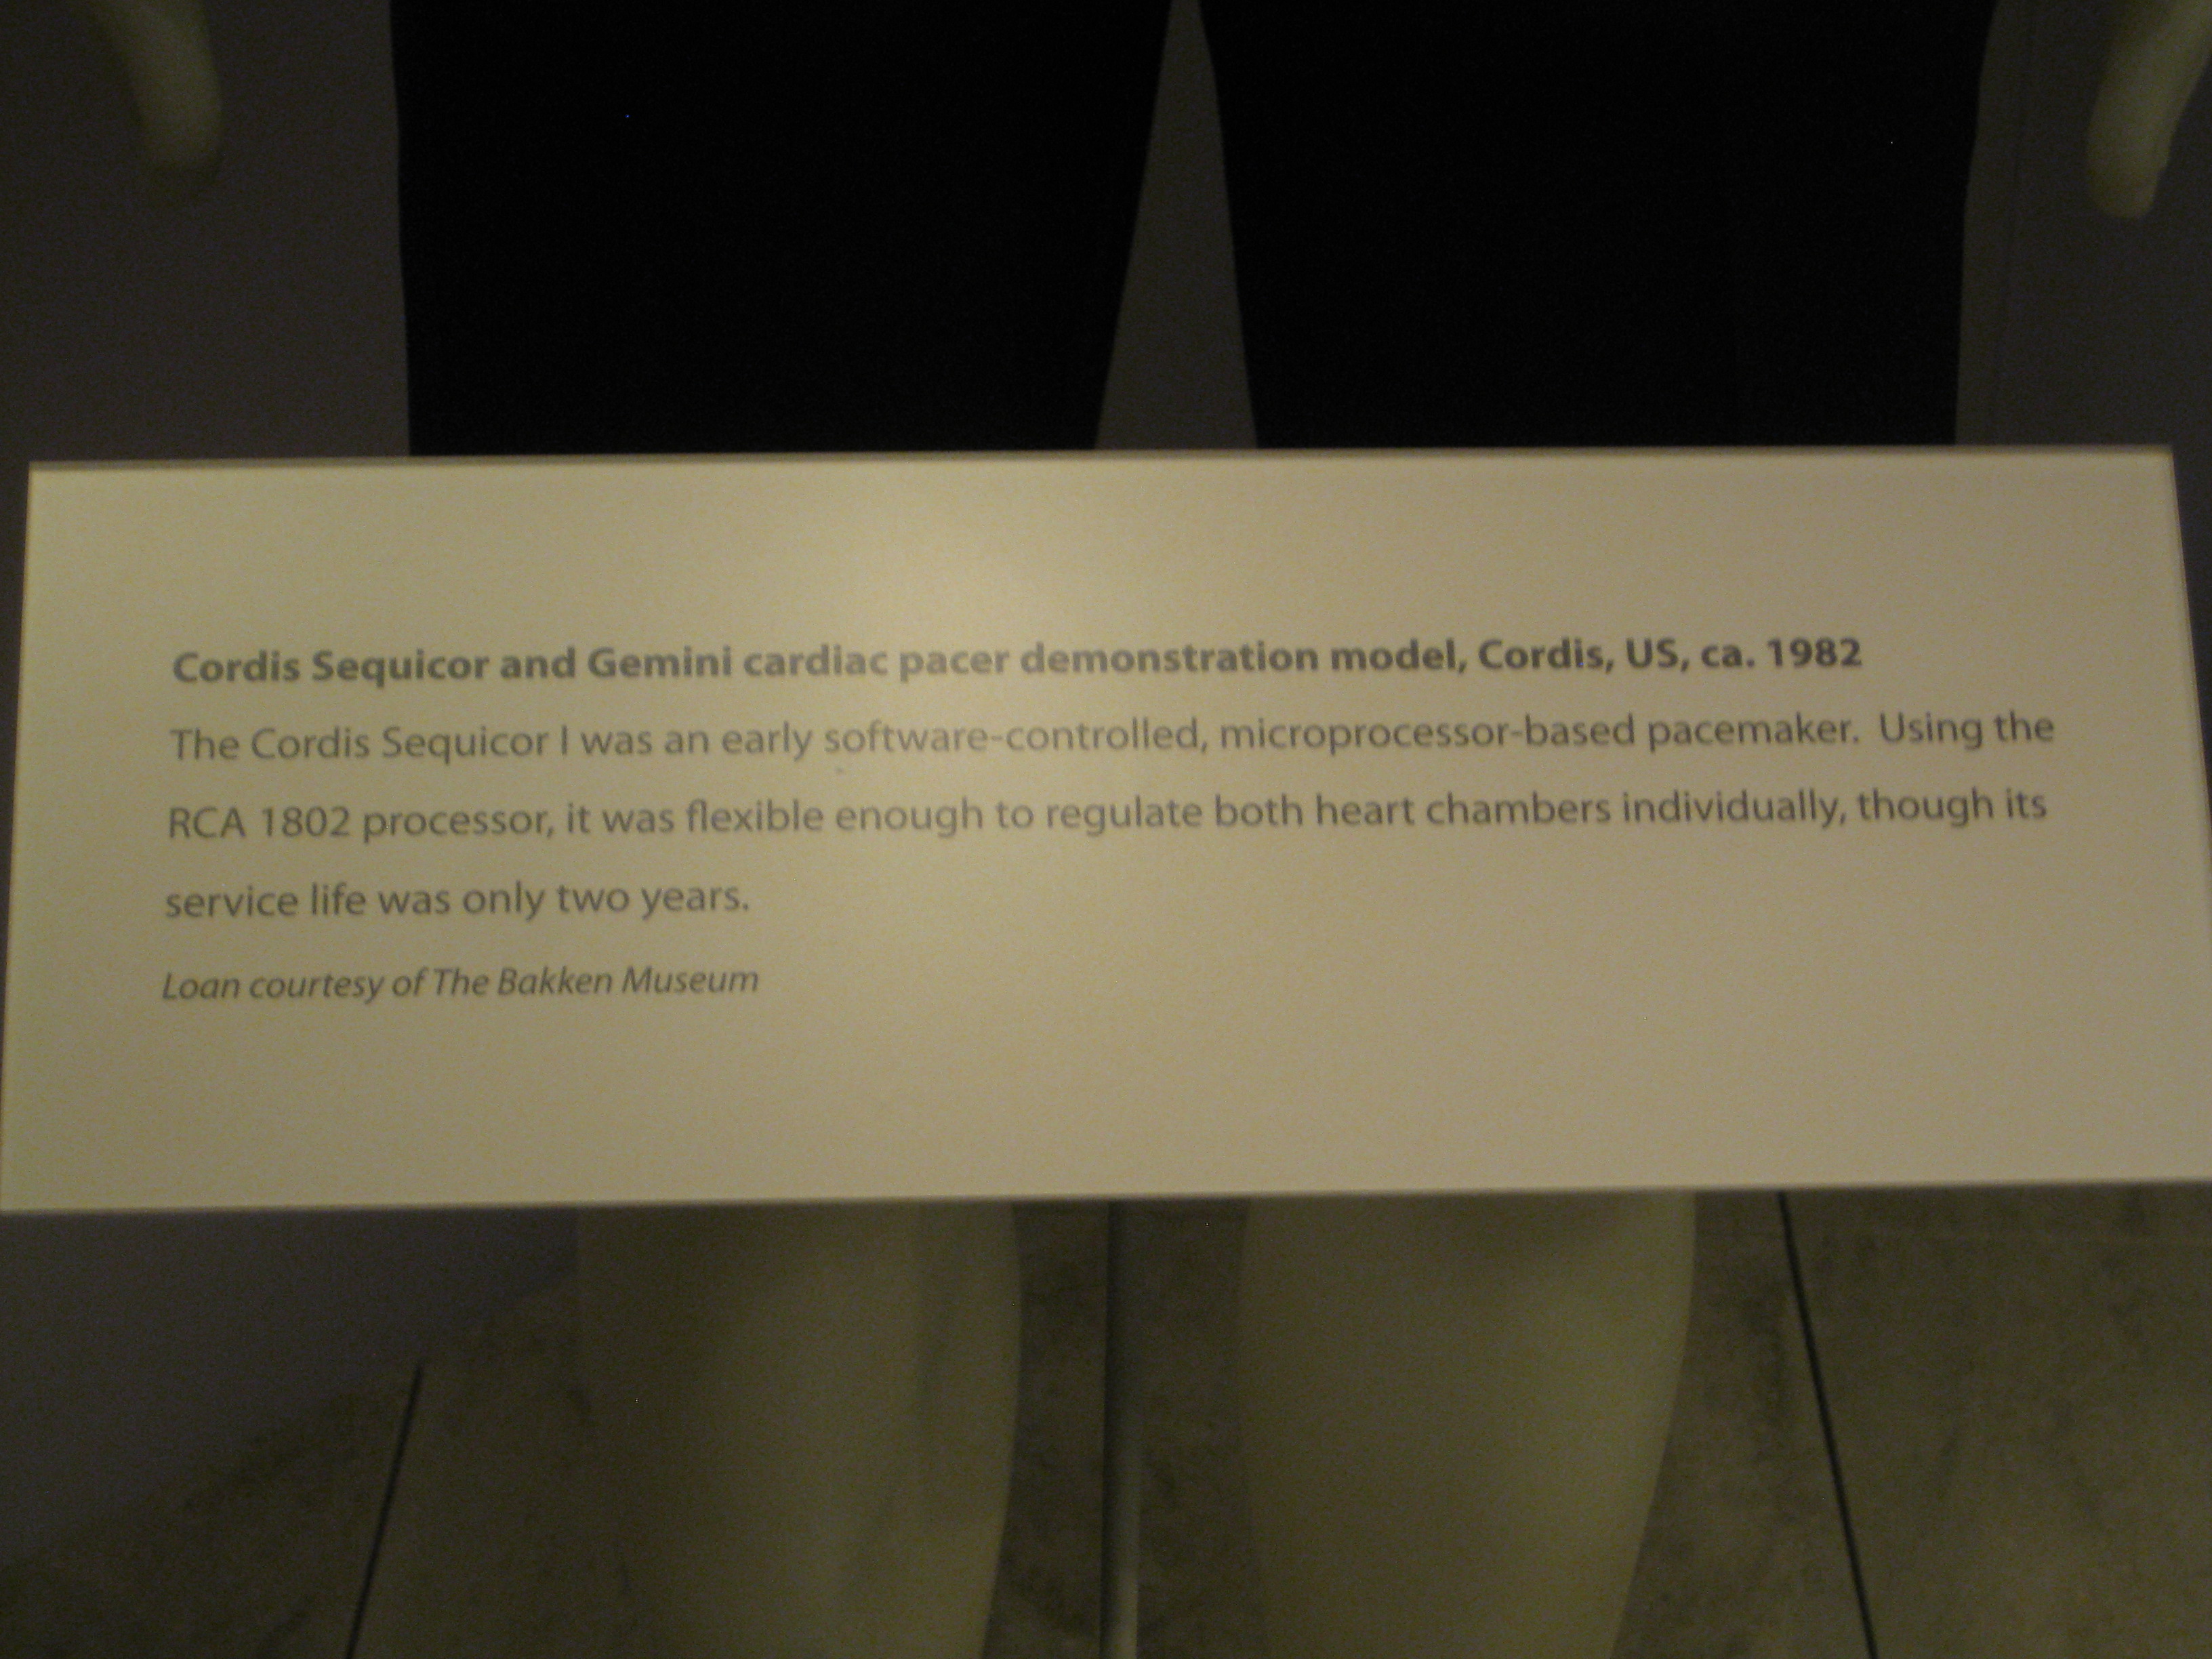 Cordis Sequicor and Gemini cardiac pacer demonstration model, Cordis, US, ca. 1982
The Cordis Sequicor I was an early software-controlled, microprocessor-based pacemaker.  Using the
RCA 1802 processor, it was flexible enough to regulate both heart chambers individually, though its
service life was only two years.
Loan courtesy of The Bakken Museum